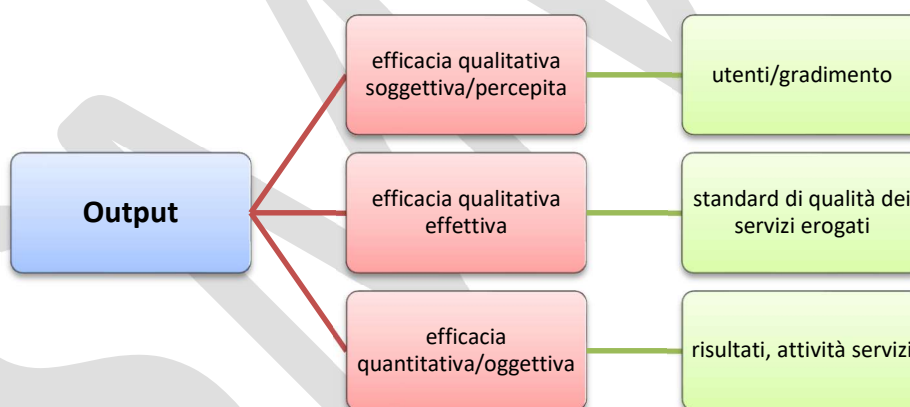 efficacia qualitativa
soggettiva/percepita
utenti/gradimento
Output
efficacia qualitativa
effettiva
standard di qualità dei
servizi erogati
efficacia
quantitativa/oggettiva
risultati, attività servizi